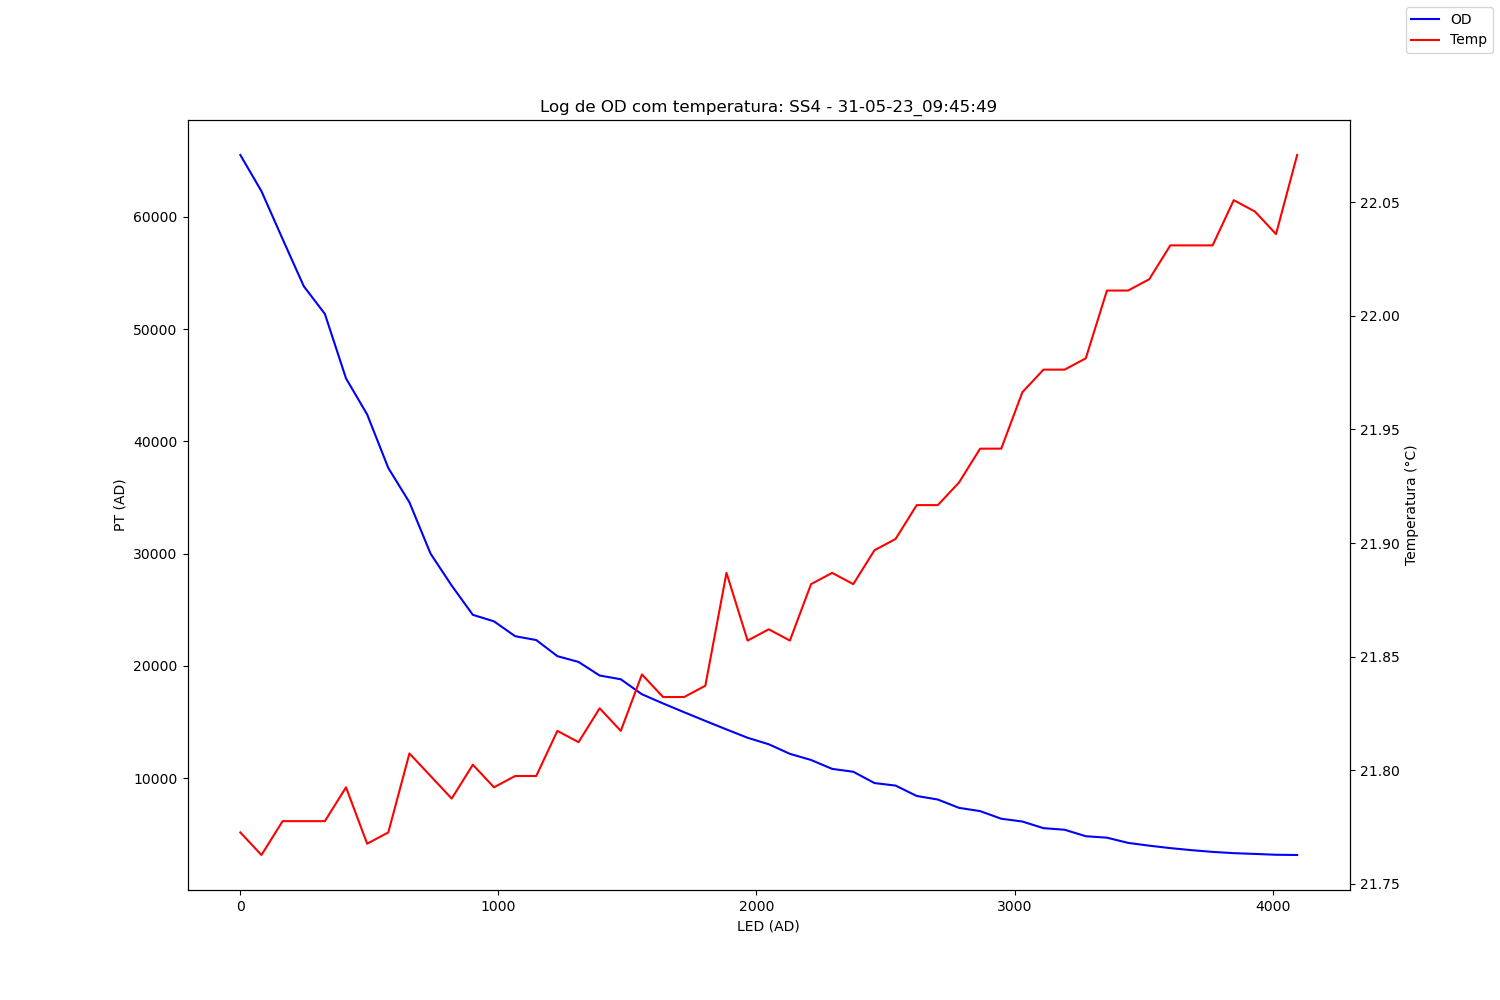 OD
Temp
Log de OD com temperatura: SS4 - 31-05-23_09:45:49
60000
50000
40000
30000
20000
10000
PT (AD)
22.05
22.00
21.95
21.90
21.85
21.80
21.75
Temperatura (°C)
0 1000 2000 3000 4000
LED (AD)